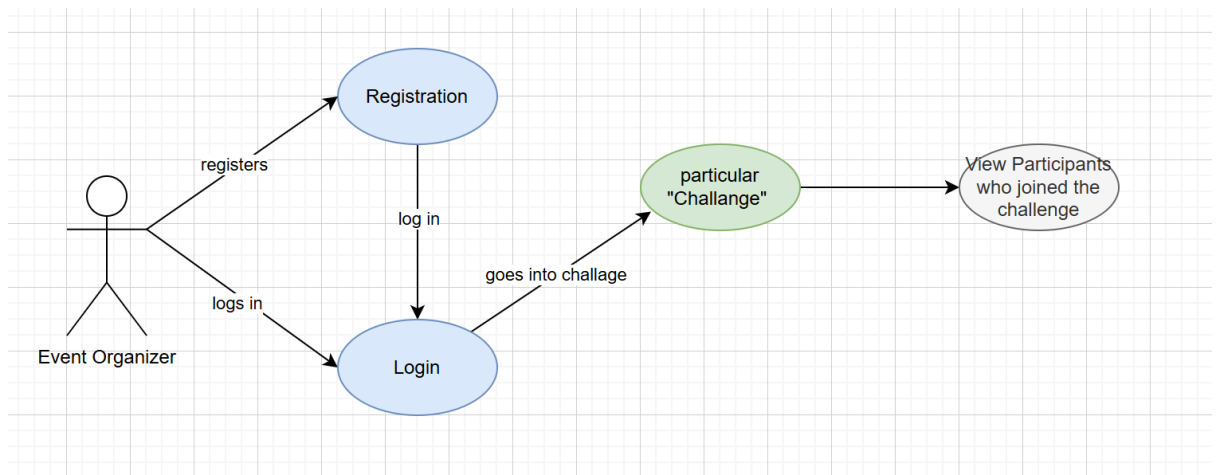 Registration
registers
particular
"Challange"
View Participants
who joined the
challenge
log in
goes into challage
logs in
Event Organizer
Login